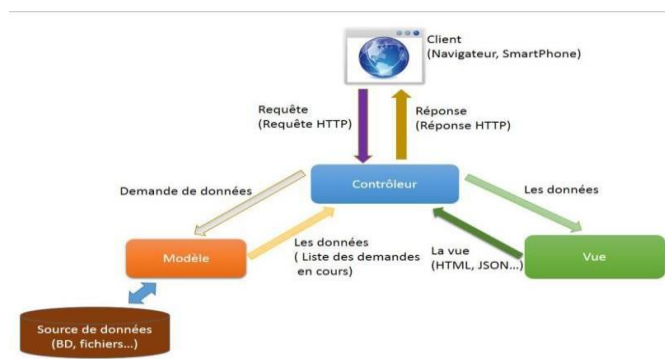 Client
(Navigateur, SmartPhone)
Requête
(Requête HTTP)
Réponse
(Réponse HTTP)
Demande de données
Contrôleur
Les données
Modèle
Les données
( Liste des demandes
en cours)
La vue
(HTML, JSON...)
Vue
Source de données
(BD, fichiers...)